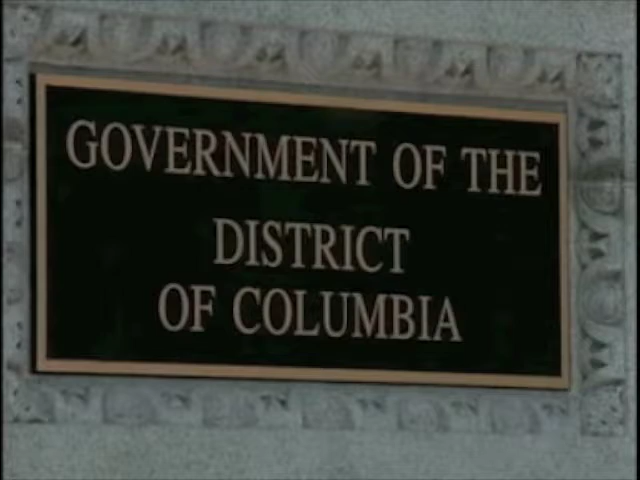 GOVERNMENT OF THE
DISTRICT
OF COLUMBIA